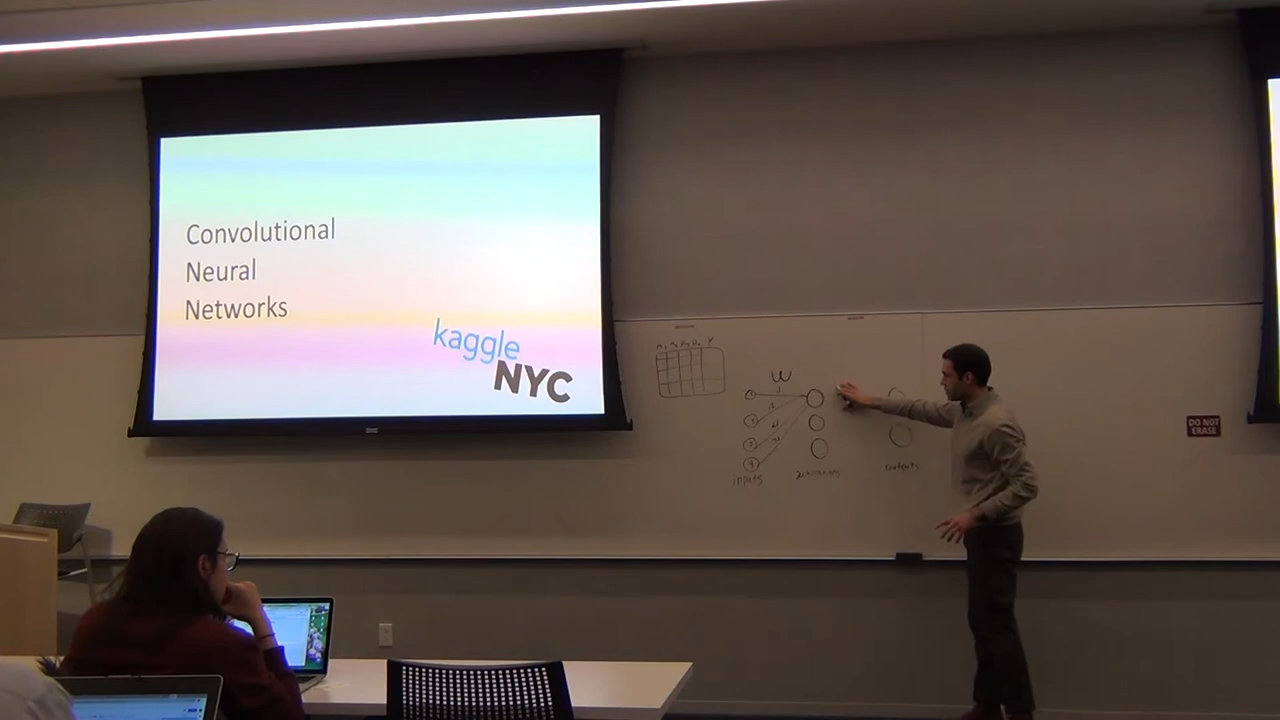 Convolutional
Neural
Networks
kaggle
NYC
W
inputs
outputs
DO NOT
ERASE